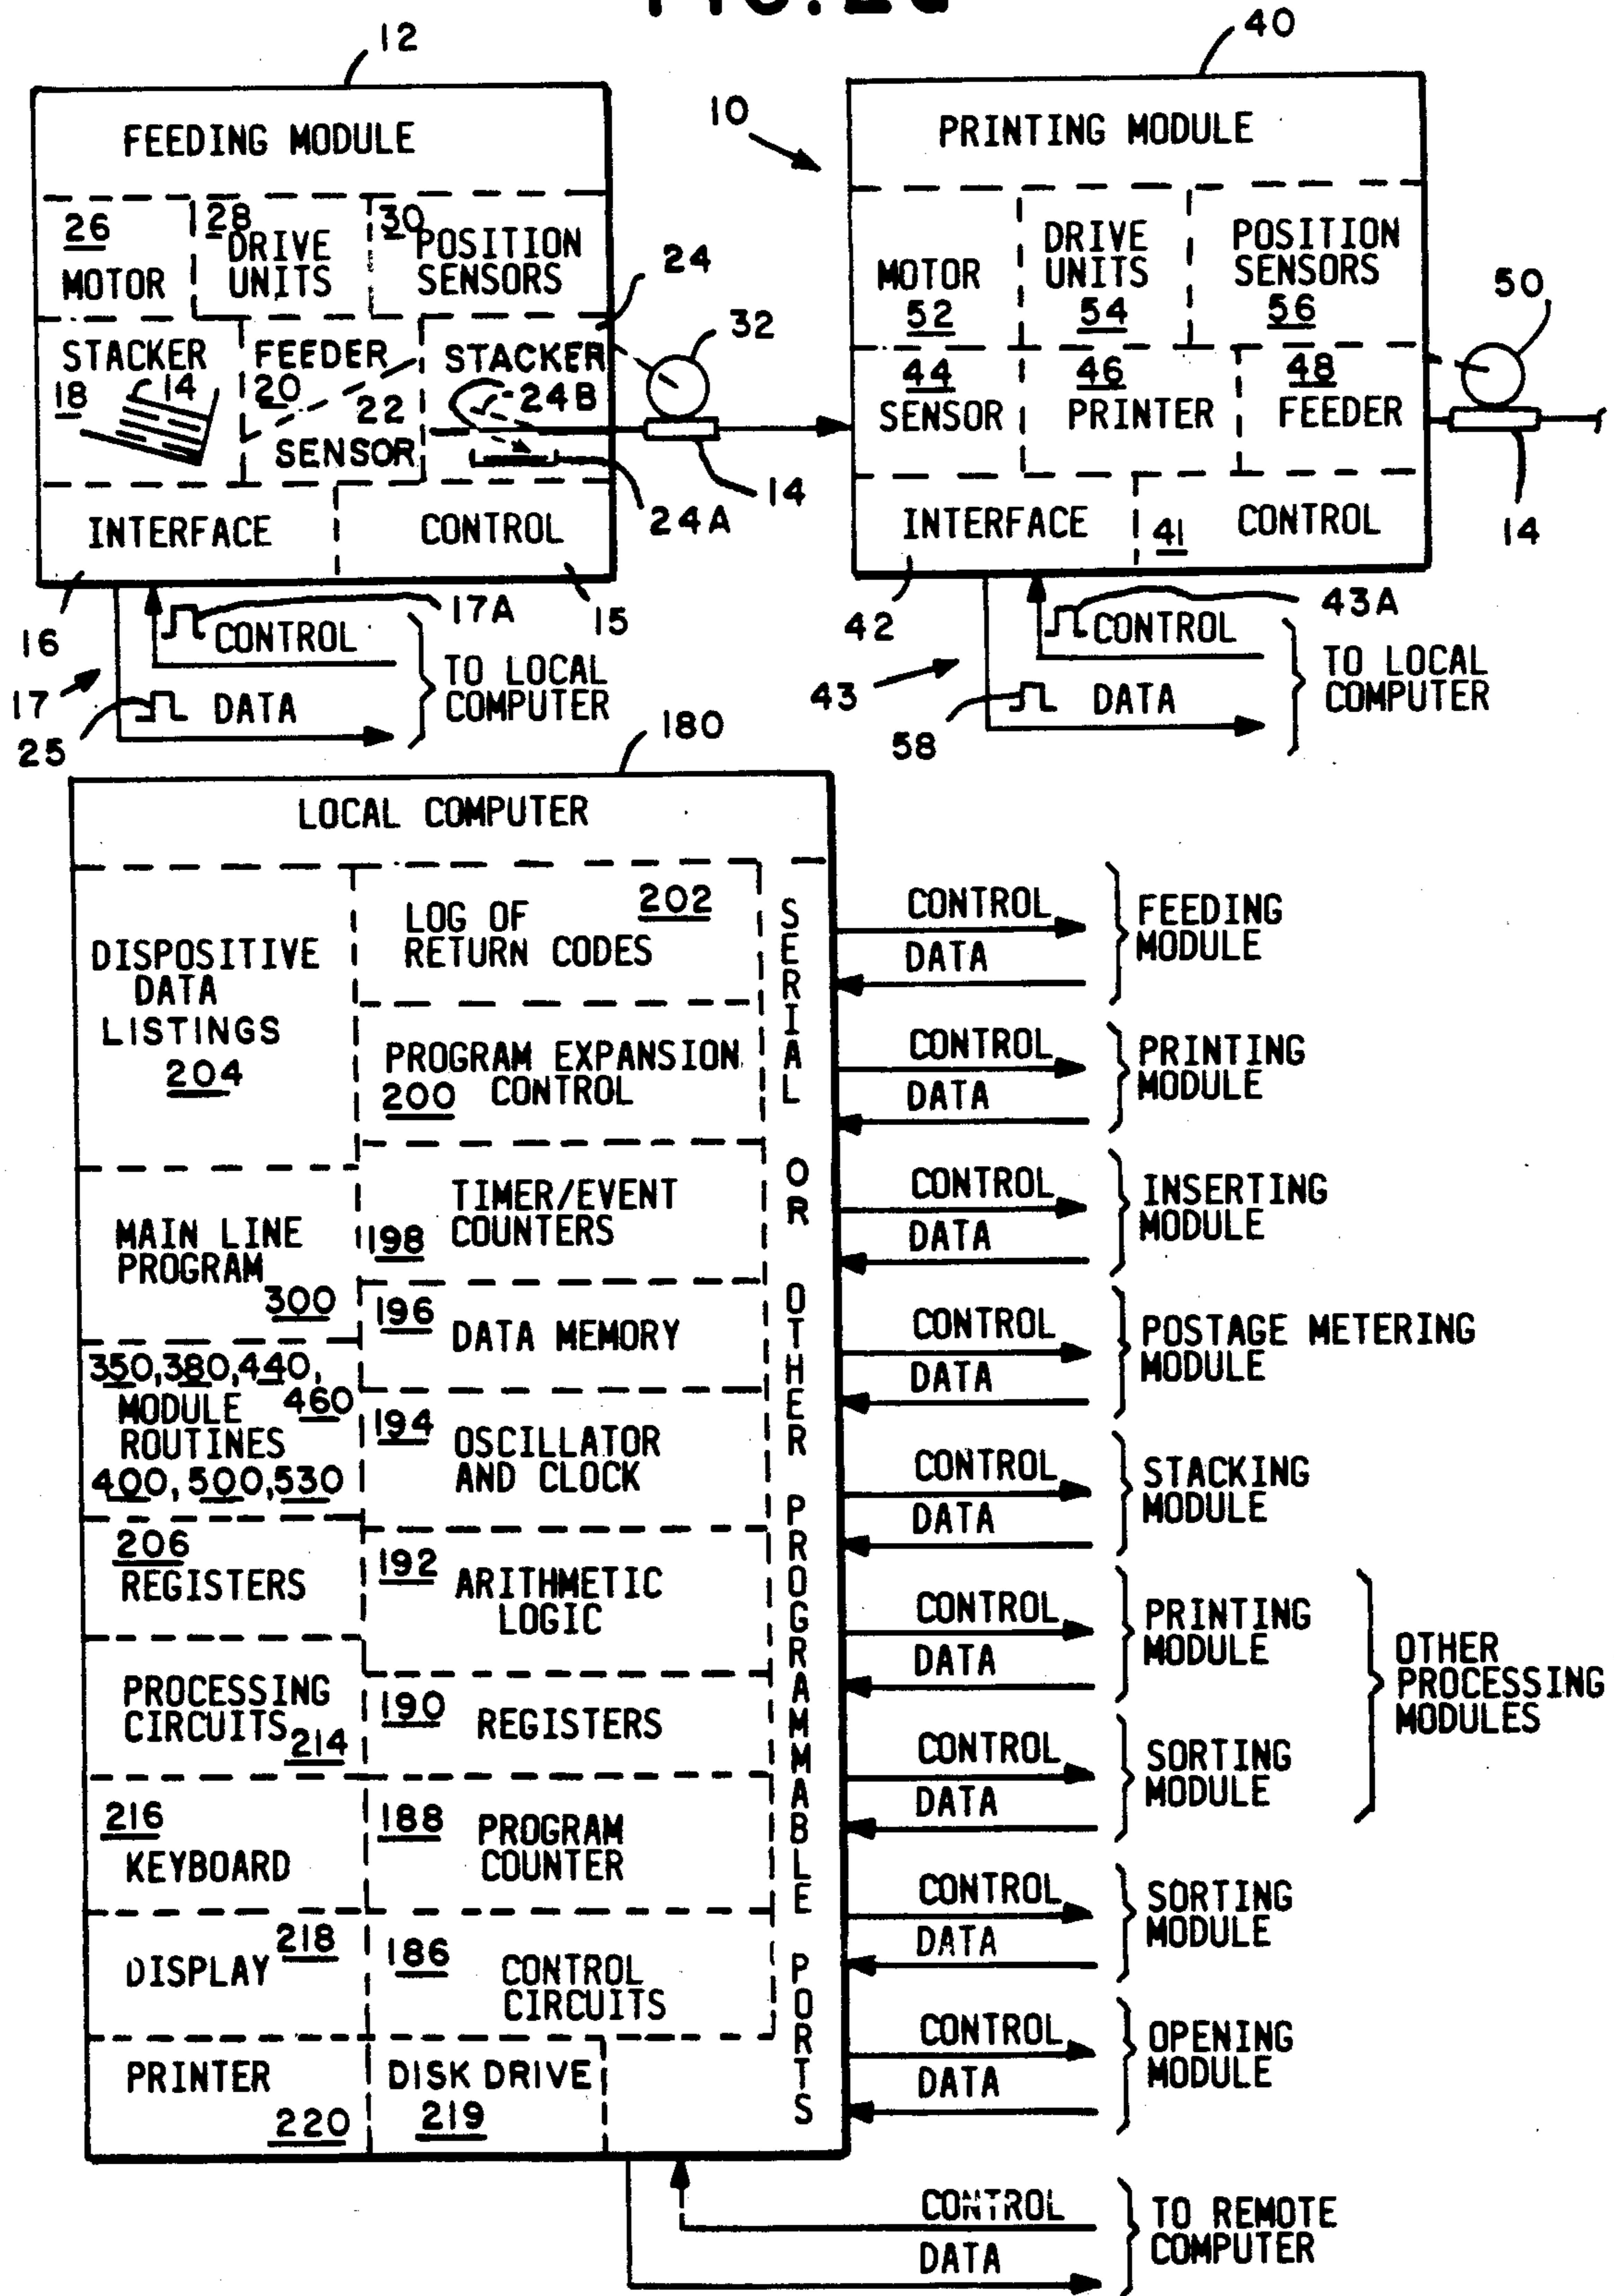 12
40
10
FEEDING MODULE
PRINTING MODULE
26
MOTOR
28
DRIVE
UNITS
30
POSITION
SENSORS
24
32
MOTOR
52
DRIVE
UNITS
54
POSITION
SENSORS
56
50
STACKER
18
14
FEEDER
20
22
SENSOR
STACKER
24B
14
24A
44
SENSOR
46
PRINTER
48
FEEDER
14
INTERFACE
CONTROL
INTERFACE
41
CONTROL
16
17A
15
CONTROL
17
DATA
25
TO LOCAL
COMPUTER
42
43A
CONTROL
43
DATA
58
TO LOCAL
COMPUTER
180
LOCAL COMPUTER
DISPOSITIVE
DATA
LISTINGS
204
LOG OF
RETURN CODES
202
PROGRAM EXPANSION
200 CONTROL
MAIN LINE
PROGRAM
300
198
TIMER/EVENT
COUNTERS
196
DATA MEMORY
350,380,440,
MODULE 460
ROUTINES
400,500,530
194
OSCILLATOR
AND CLOCK
206
REGISTERS
192
ARITHMETIC
LOGIC
PROCESSING
CIRCUITS
214
190
REGISTERS
216
KEYBOARD
188
PROGRAM
COUNTER
DISPLAY 218
186
CONTROL
CIRCUITS
PRINTER
220
DISK DRIVE
219
SERIAL OR OTHER PROGRAMMABLE PORTS
CONTROL
DATA
FEEDING
MODULE
CONTROL
DATA
PRINTING
MODULE
CONTROL
DATA
INSERTING
MODULE
CONTROL
DATA
POSTAGE METERING
MODULE
CONTROL
DATA
STACKING
MODULE
CONTROL
DATA
PRINTING
MODULE
CONTROL
DATA
SORTING
MODULE
OTHER
PROCESSING
MODULES
CONTROL
DATA
SORTING
MODULE
CONTROL
DATA
OPENING
MODULE
CONTROL
DATA
TO REMOTE
COMPUTER